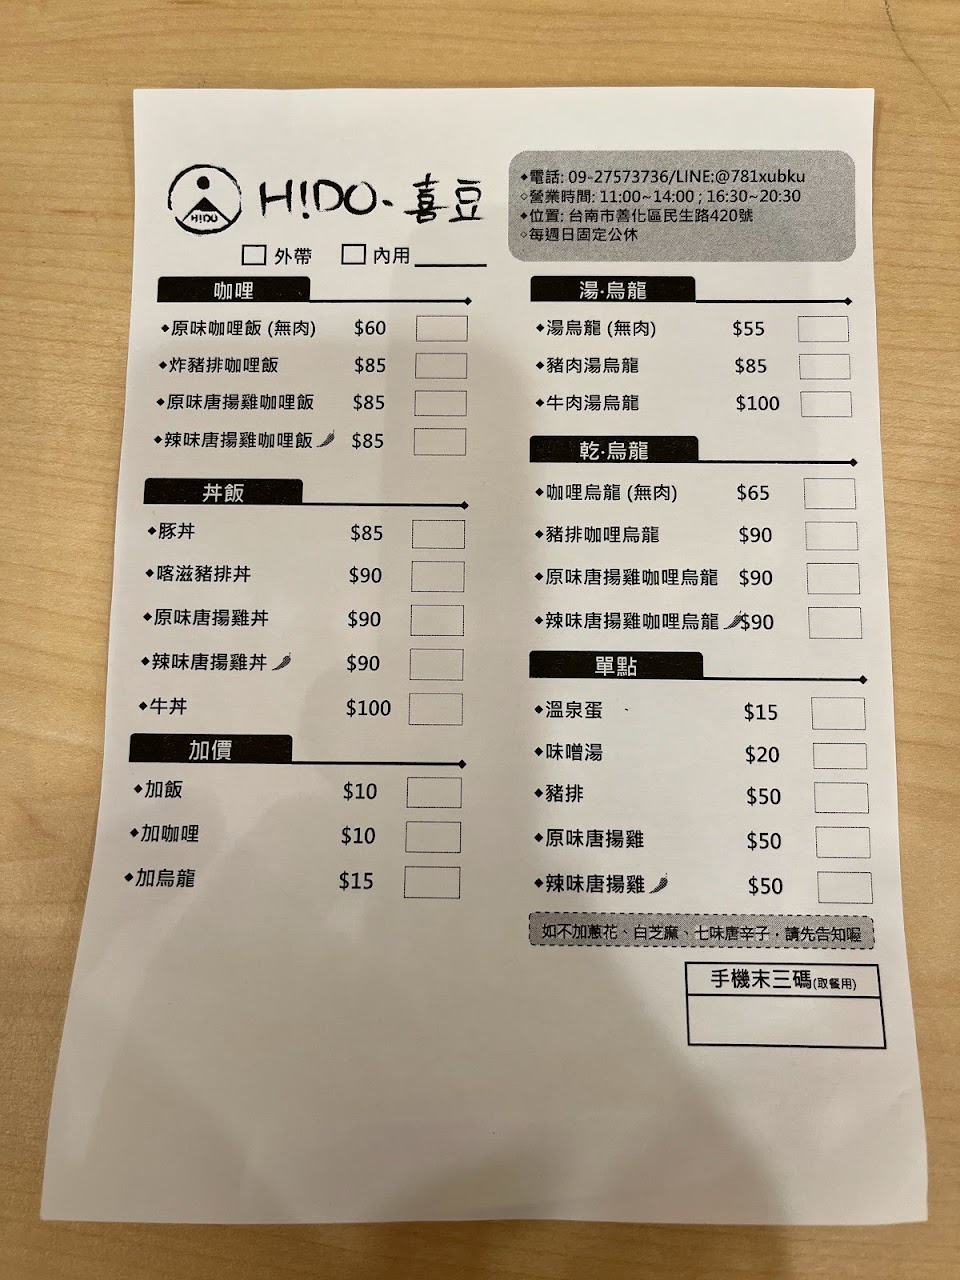 H!DO
H!DO·喜豆
外帶 內用
電話: 09-27573736/LINE:@781xubku
營業時間: 11:00~14:00 ; 16:30~20:30
位置: 台南市善化區民生路420號
每週日固定公休
咖哩
原味咖哩飯 (無肉) $60
炸豬排咖哩飯 $85
原味唐揚雞咖哩飯 $85
辣味唐揚雞咖哩飯 $85
丼飯
豚丼 $85
喀滋豬排丼 $90
原味唐揚雞丼 $90
辣味唐揚雞丼 $90
牛丼 $100
加價
加飯 $10
加咖哩 $10
加烏龍 $15
湯·烏龍
湯烏龍 (無肉) $55
豬肉湯烏龍 $85
牛肉湯烏龍 $100
乾·烏龍
咖哩烏龍 (無肉) $65
豬排咖哩烏龍 $90
原味唐揚雞咖哩烏龍 $90
辣味唐揚雞咖哩烏龍 $90
單點
溫泉蛋 $15
味噌湯 $20
豬排 $50
原味唐揚雞 $50
辣味唐揚雞 $50
如不加蔥花、白芝麻、七味唐辛子，請先告知喔
手機末三碼(取餐用)